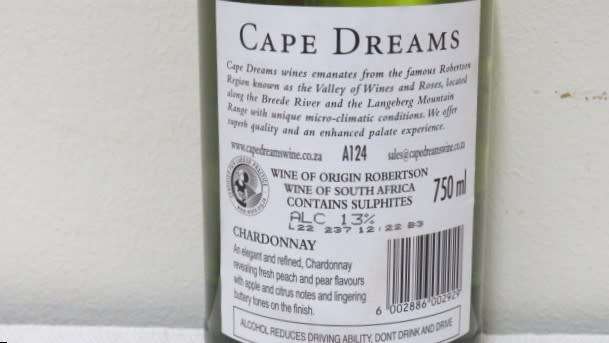 CAPE DREAMS
Cape Dreams wines emanates from the famous Robertson
Region known as the Valley of Wines and Roses, located
along the Breede River and the Langeberg Mountain
Range with unique micro-climatic conditions. We offer
superb quality and an enhanced palate experience.
www.capedreamswine.co.za A124 sales@capedreamswine.co.za
WINE OF ORIGIN ROBERTSON
WINE OF SOUTH AFRICA 750 ml
CONTAINS SULPHITES
ALC 13%
L22 237 12:22 B3
CHARDONNAY
An elegant and refined, Chardonnay
revealing fresh peach and pear flavours
with apple and citrus notes and lingering
buttery tones on the finish.
6 002886 002929
ALCOHOL REDUCES DRIVING ABILITY, DONT DRINK AND DRIVE